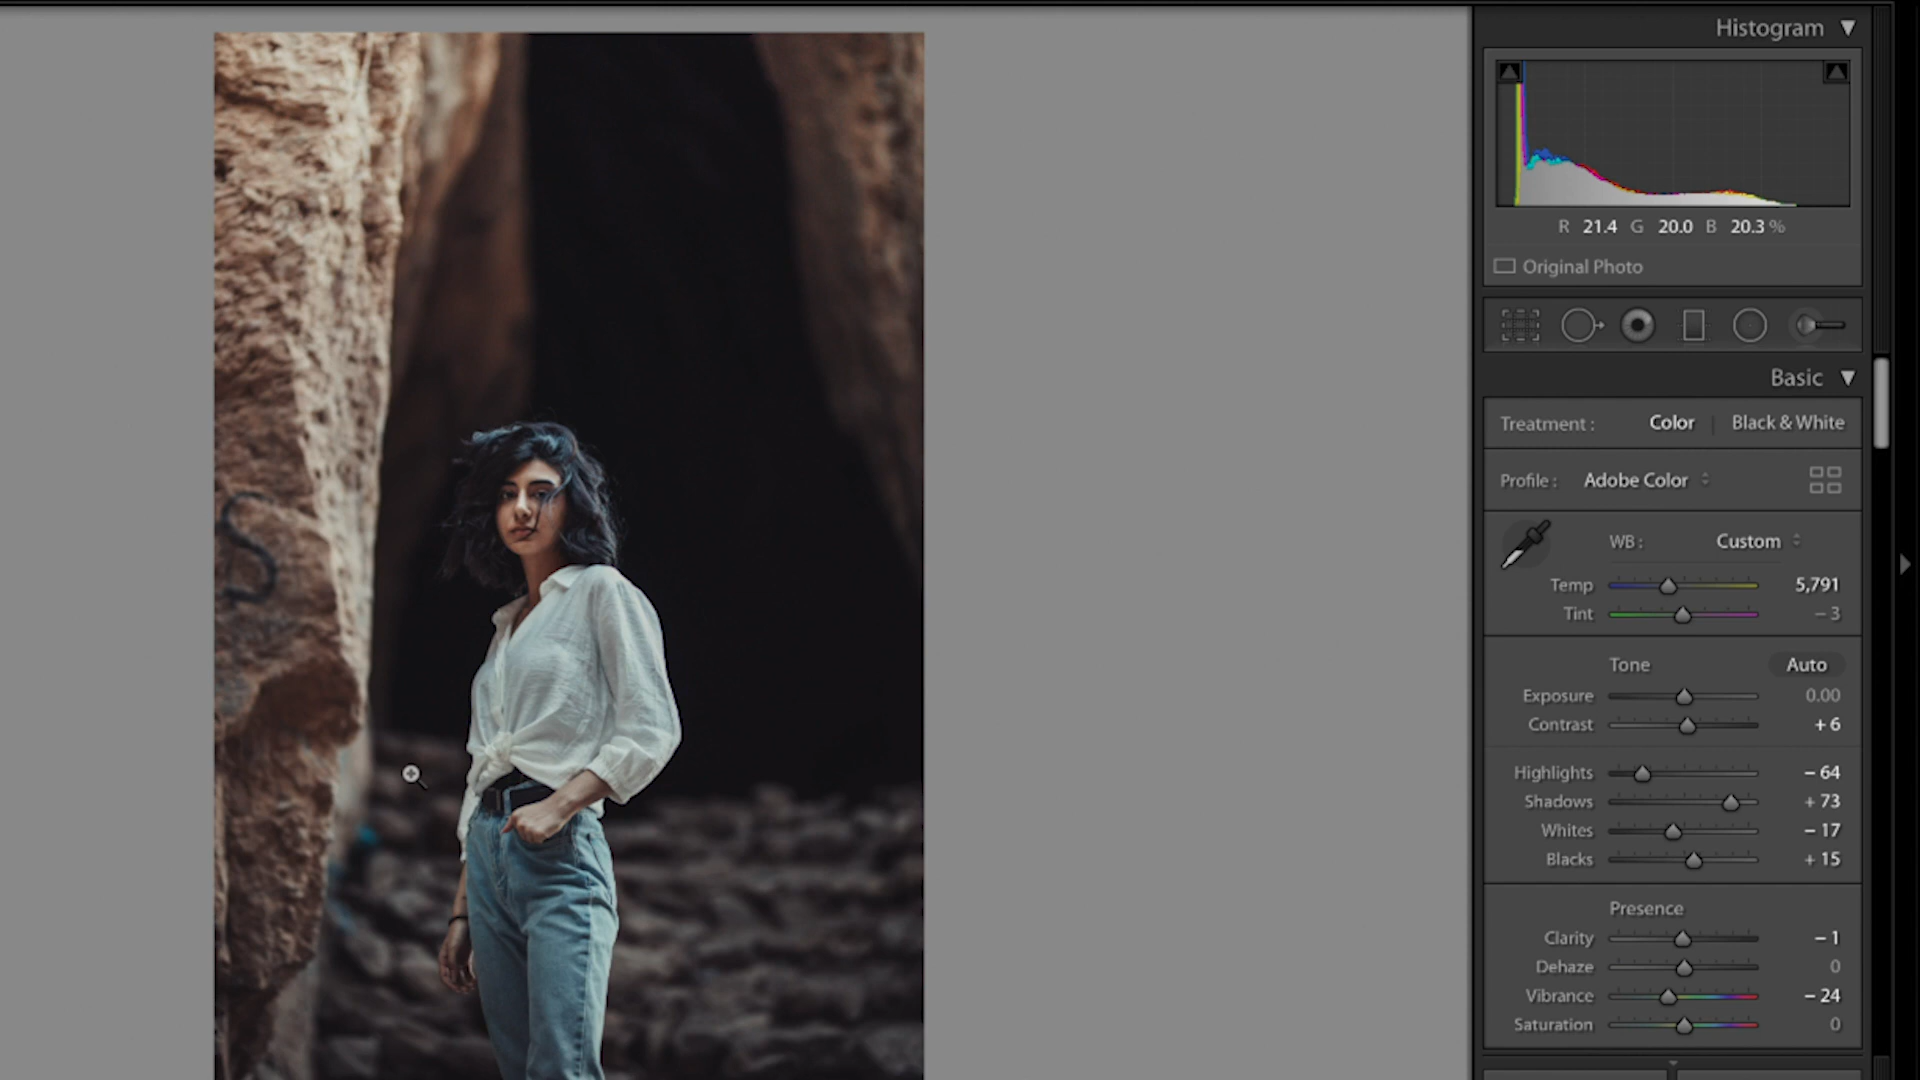 Histogram
R 21.4 G 20.0 B 20.3 %
Original Photo
Basic
Treatment : Color Black & White
Profile : Adobe Color
WB : Custom
Temp 5,791
Tint – 3
Tone Auto
Exposure 0.00
Contrast + 6
Highlights – 64
Shadows + 73
Whites – 17
Blacks + 15
Presence
Clarity – 1
Dehaze 0
Vibrance – 24
Saturation 0